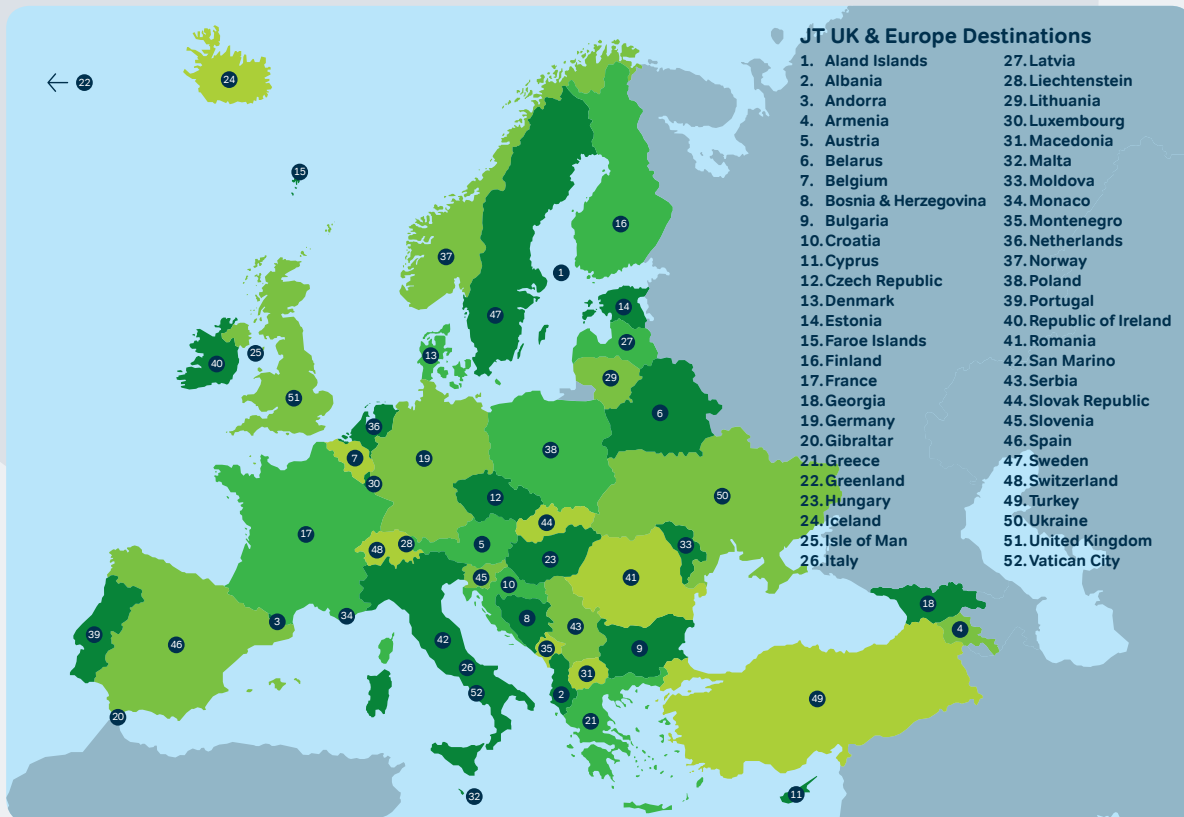 JT UK & Europe Destinations
1. Aland Islands
2. Albania
3. Andorra
4. Armenia
5. Austria
6. Belarus
7. Belgium
8. Bosnia & Herzegovina
9. Bulgaria
10. Croatia
11. Cyprus
12. Czech Republic
13. Denmark
14. Estonia
15. Faroe Islands
16. Finland
17. France
18. Georgia
19. Germany
20. Gibraltar
21. Greece
22. Greenland
23. Hungary
24. Iceland
25. Isle of Man
26. Italy
27. Latvia
28. Liechtenstein
29. Lithuania
30. Luxembourg
31. Macedonia
32. Malta
33. Moldova
34. Monaco
35. Montenegro
36. Netherlands
37. Norway
38. Poland
39. Portugal
40. Republic of Ireland
41. Romania
42. San Marino
43. Serbia
44. Slovak Republic
45. Slovenia
46. Spain
47. Sweden
48. Switzerland
49. Turkey
50. Ukraine
51. United Kingdom
52. Vatican City
22
24
15
16
37
1
47
14
13
27
25
40
29
51
6
36
38
7
19
30
12
50
44
17
5
28
33
48
23
45
41
10
18
34
8
3
43
4
39
42
46
35
9
26
31
52
2
49
20
21
11
32